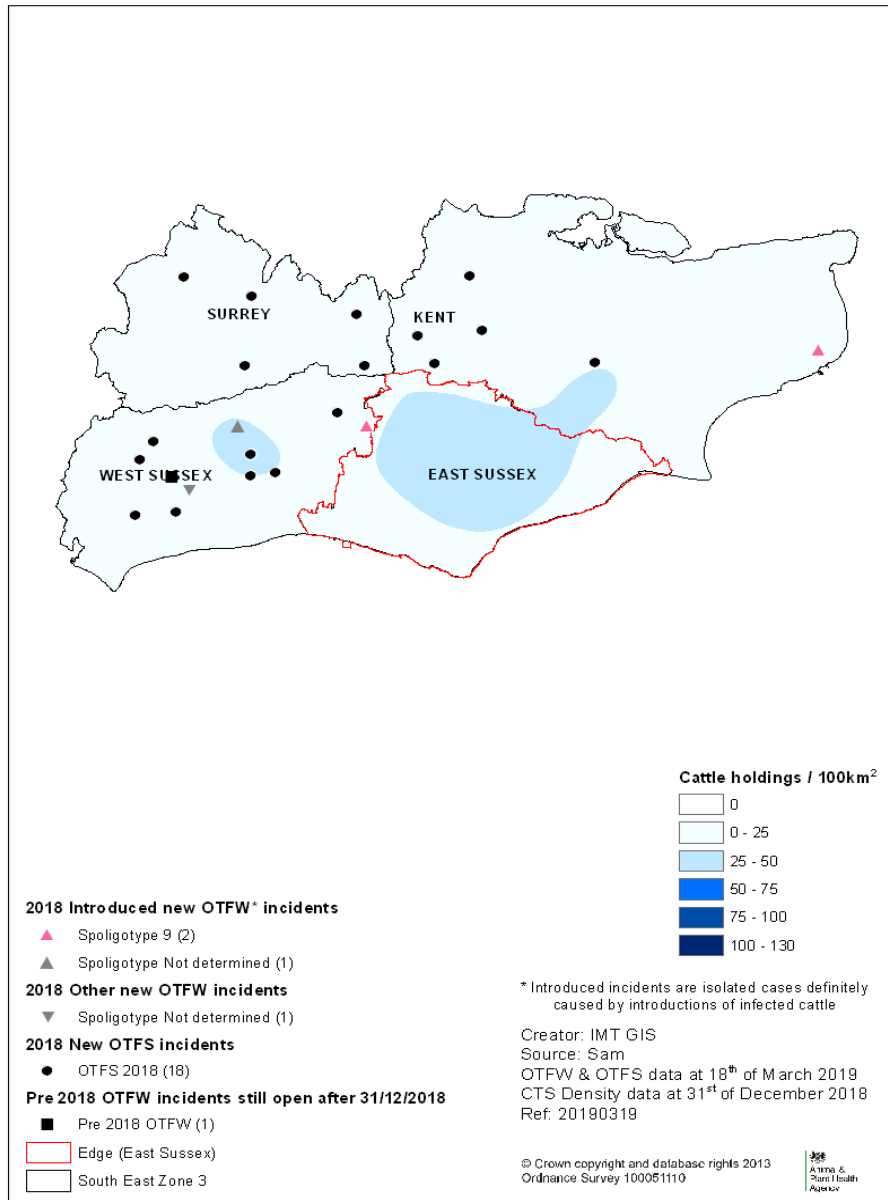 SURREY
KENT
WEST SUSSEX
EAST SUSSEX
Cattle holdings / 100km²
0
0 - 25
25 - 50
50 - 75
75 - 100
100 - 130
2018 Introduced new OTFW* incidents
Spoligotype 9 (2)
Spoligotype Not determined (1)
2018 Other new OTFW incidents
Spoligotype Not determined (1)
2018 New OTFS incidents
OTFS 2018 (18)
Pre 2018 OTFW incidents still open after 31/12/2018
Pre 2018 OTFW (1)
Edge (East Sussex)
South East Zone 3
* Introduced incidents are isolated cases definitely
caused by introductions of infected cattle
Creator: IMT GIS
Source: Sam
OTFW & OTFS data at 18th of March 2019
CTS Density data at 31st of December 2018
Ref: 20190319
© Crown copyright and database rights 2013
Ordnance Survey 100051110
Animal &
Plant Health
Agency